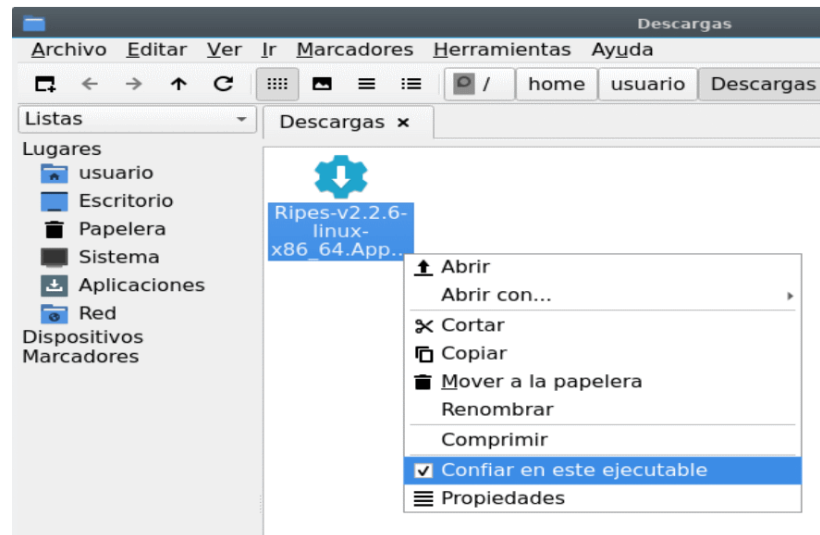 Descargas
Archivo Editar Ver Ir Marcadores Herramientas Ayuda
/ home usuario Descargas
Listas
Descargas ×
Lugares
usuario
Escritorio
Papelera
Sistema
Aplicaciones
Red
Dispositivos
Marcadores
Ripes-v2.2.6-
linux-
x86_64.App...
Abrir
Abrir con...
Cortar
Copiar
Mover a la papelera
Renombrar
Comprimir
Confiar en este ejecutable
Propiedades